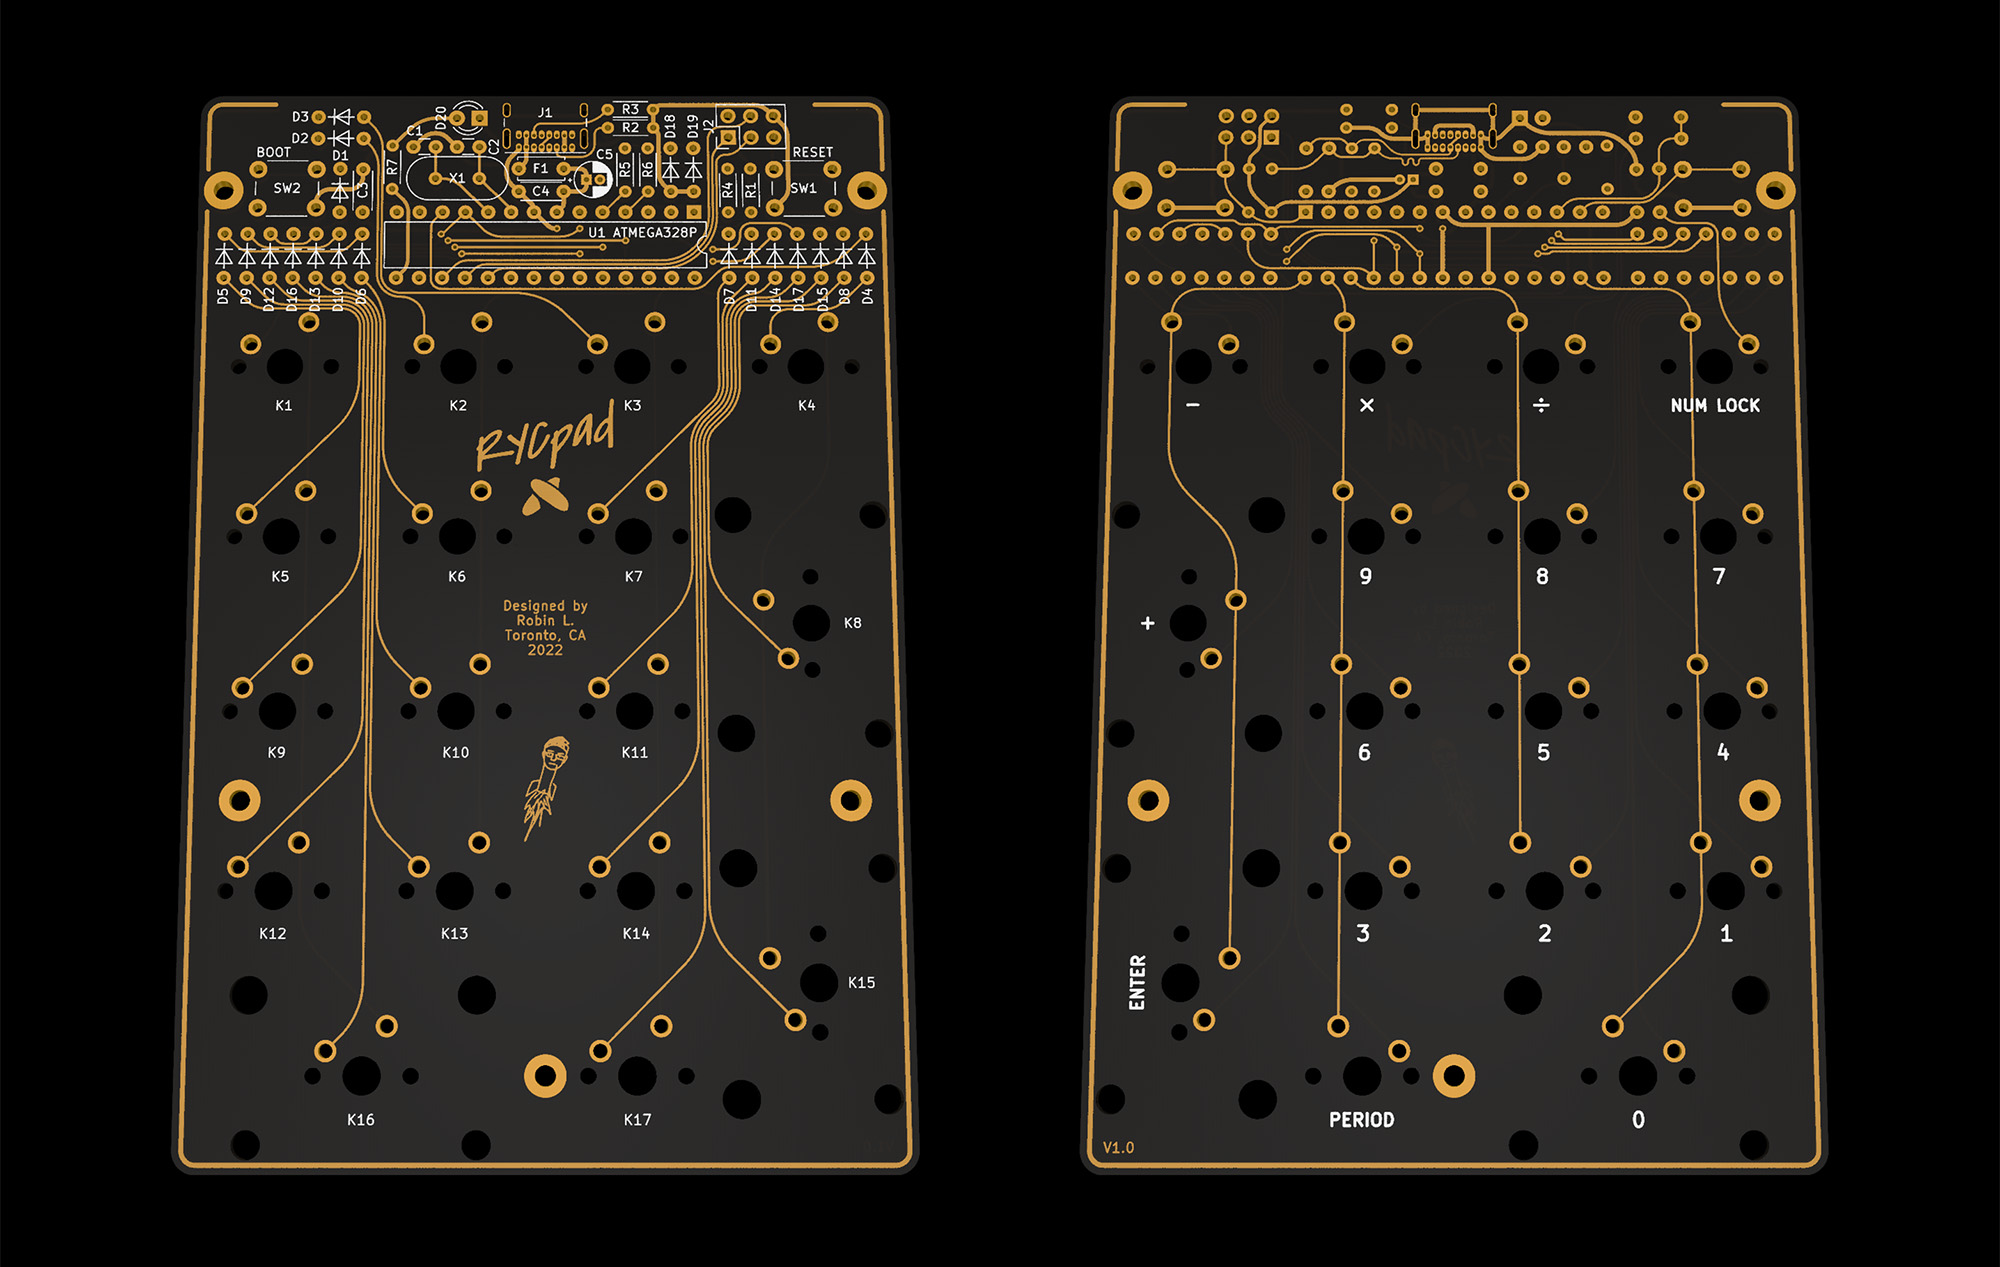 D3
D2
C1
D20
J1
R3
R2
D18
D19
J2
BOOT
D1
R7
C2
C5
RESET
SW2
C3
X1
F1
C4
R5
R6
R4
R1
SW1
U1 ATMEGA328P
D5
D9
D12
D16
D13
D10
D6
D7
D11
D14
D17
D15
D8
D4
K1
K2
K3
K4
RYCpad
K5
K6
K7
Designed by
Robin L.
Toronto, CA
2022
K8
K9
K10
K11
K12
K13
K14
K15
K16
K17
−
×
÷
NUM LOCK
9
8
7
+
6
5
4
3
2
1
ENTER
PERIOD
0
V1.0